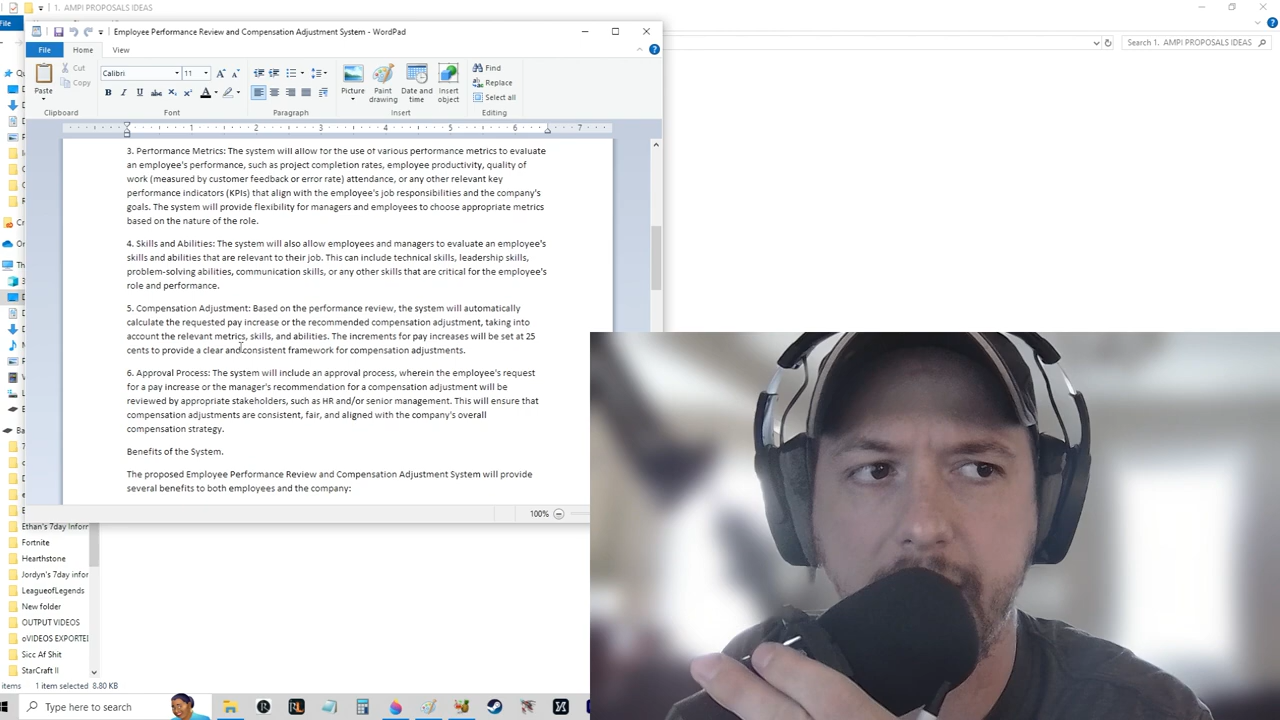 1. AMPI PROPOSALS IDEAS
File
Employee Performance Review and Compensation Adjustment System - WordPad
Search 1. AMPI PROPOSALS IDEAS
File
Home
View
Paste
Cut
Copy
Calibri
11
Picture
Paint drawing
Date and time
Insert object
Find
Replace
Select all
Clipboard
Font
Paragraph
Insert
Editing
1
2
3
4
5
6
7
3. Performance Metrics: The system will allow for the use of various performance metrics to evaluate
an employee's performance, such as project completion rates, employee productivity, quality of
work (measured by customer feedback or error rate) attendance, or any other relevant key
performance indicators (KPIs) that align with the employee's job responsibilities and the company's
goals. The system will provide flexibility for managers and employees to choose appropriate metrics
based on the nature of the role.
4. Skills and Abilities: The system will also allow employees and managers to evaluate an employee's
skills and abilities that are relevant to their job. This can include technical skills, leadership skills,
problem-solving abilities, communication skills, or any other skills that are critical for the employee's
role and performance.
5. Compensation Adjustment: Based on the performance review, the system will automatically
calculate the requested pay increase or the recommended compensation adjustment, taking into
account the relevant metrics, skills, and abilities. The increments for pay increases will be set at 25
cents to provide a clear and consistent framework for compensation adjustments.
6. Approval Process: The system will include an approval process, wherein the employee's request
for a pay increase or the manager's recommendation for a compensation adjustment will be
reviewed by appropriate stakeholders, such as HR and/or senior management. This will ensure that
compensation adjustments are consistent, fair, and aligned with the company's overall
compensation strategy.
Benefits of the System.
The proposed Employee Performance Review and Compensation Adjustment System will provide
several benefits to both employees and the company:
100%
Ethan's 7day Inform
Fortnite
Hearthstone
Jordyn's 7day infor
LeagueofLegends
New folder
OUTPUT VIDEOS
oVIDEOS EXPORTED
Sicc Af Shit
StarCraft II
items
1 item selected 8.80 KB
Type here to search